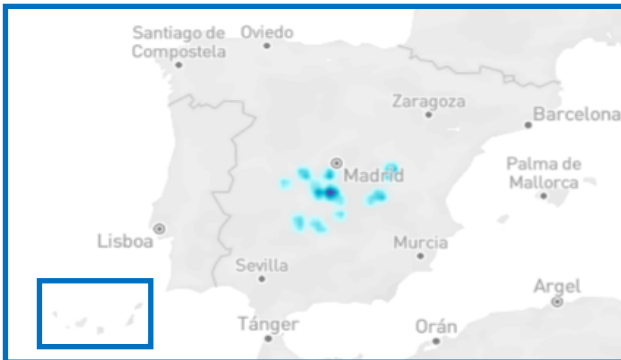 Santiago de
Compostela
Oviedo
Zaragoza
Barcelona
Madrid
Palma de
Mallorca
Lisboa
Murcia
Sevilla
Argel
Tánger
Orán